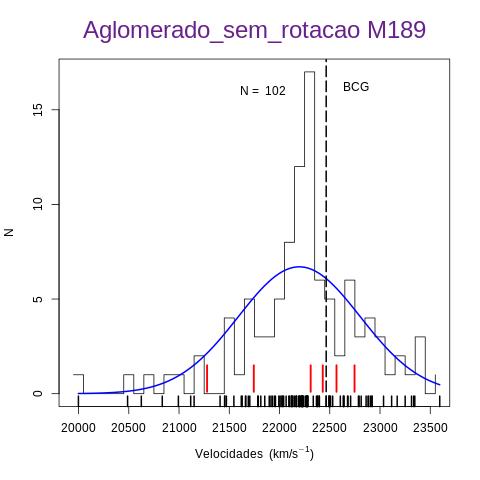 Aglomerado_sem_rotacao M189
N = 102
BCG
N
15
10
5
0
20000 20500 21000 21500 22000 22500 23000 23500
Velocidades (km/s⁻¹)